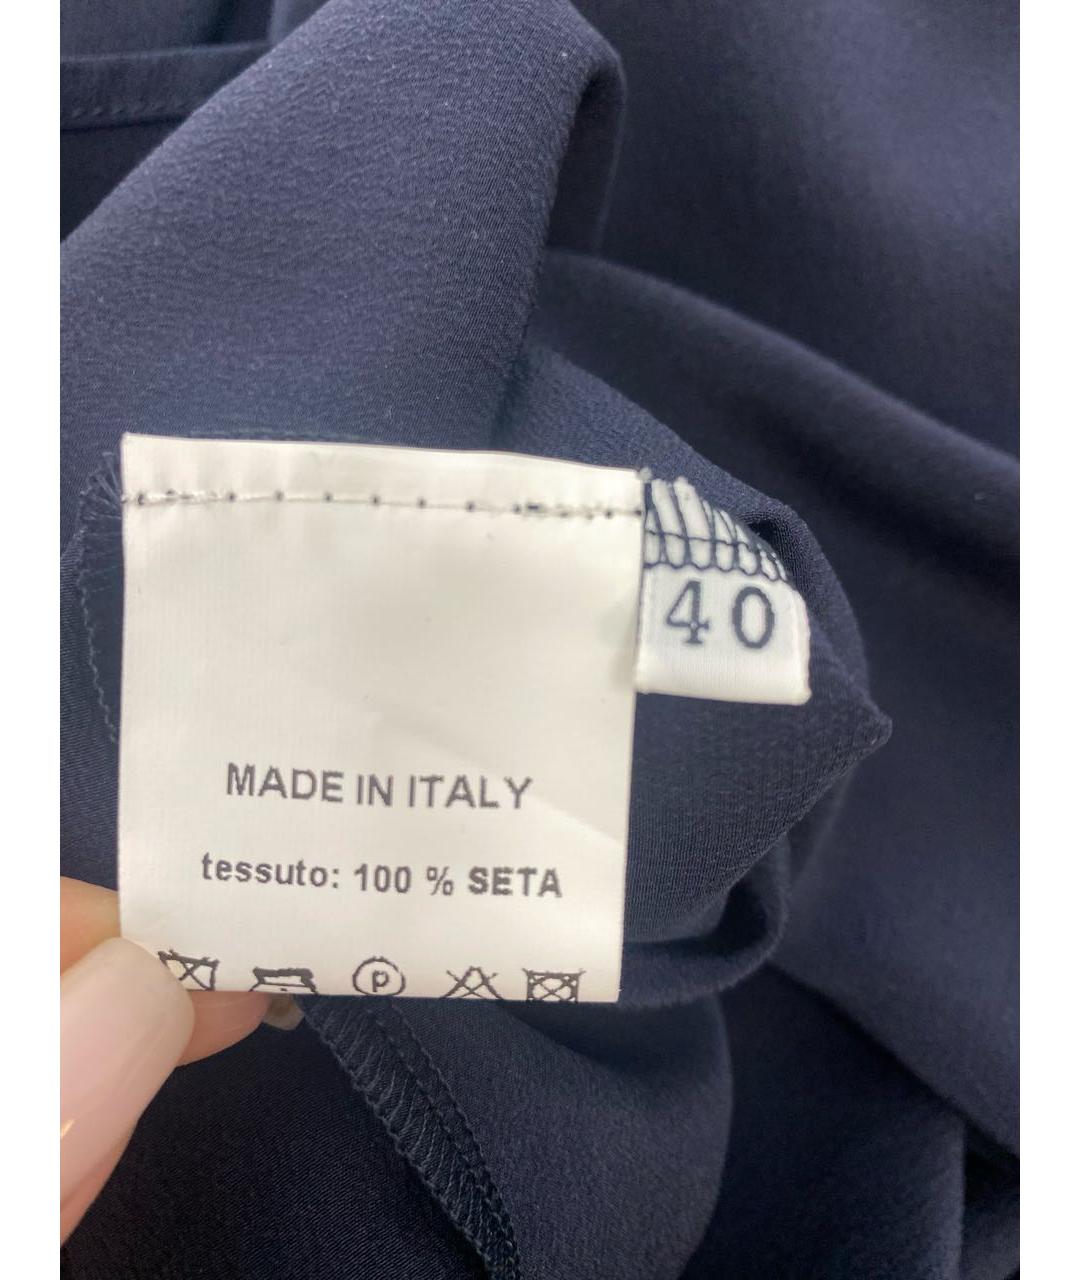 40
MADE IN ITALY
tessuto: 100 % SETA
P